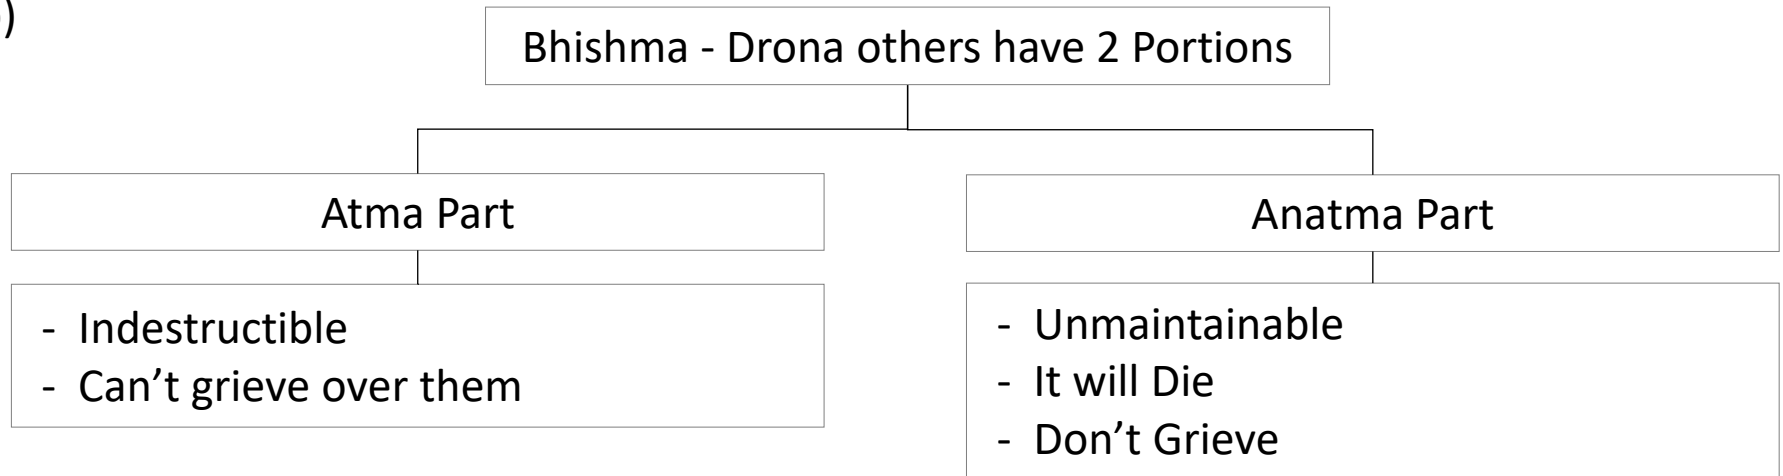 )
Bhishma - Drona others have 2 Portions
Atma Part
Anatma Part
- Indestructible
- Can’t grieve over them
- Unmaintainable
- It will Die
- Don’t Grieve